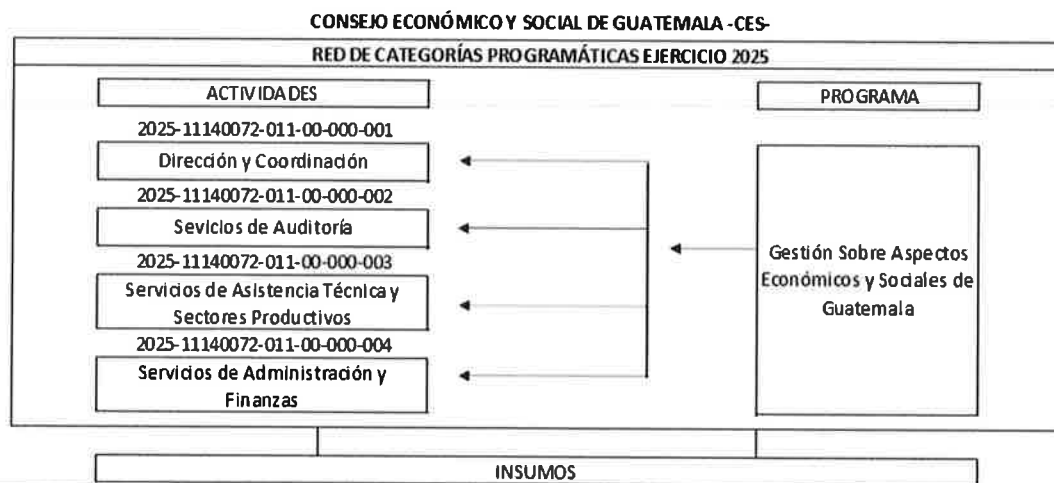 CONSEJO ECONÓMICO Y SOCIAL DE GUATEMALA -CES-
RED DE CATEGORÍAS PROGRAMÁTICAS EJERCICIO 2025
ACTIVIDADES
PROGRAMA
2025-11140072-011-00-000-001
Dirección y Coordinación
2025-11140072-011-00-000-002
Sevicios de Auditoría
2025-11140072-011-00-000-003
Servicios de Asistencia Técnica y
Sectores Productivos
2025-11140072-011-00-000-004
Servicios de Administración y
Finanzas
Gestión Sobre Aspectos
Económicos y Sociales de
Guatemala
INSUMOS